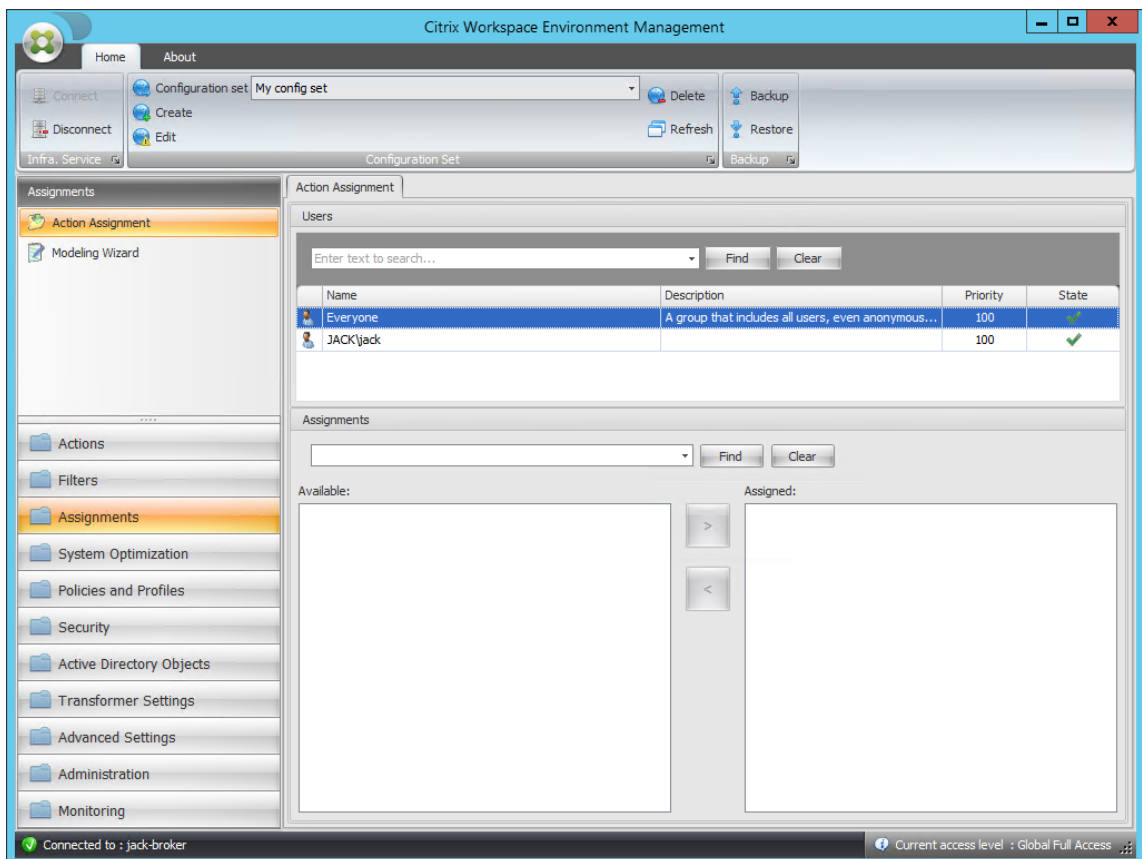 Citrix Workspace Environment Management
Home About
Connect
Disconnect
Infra. Service
Configuration set My config set
Create
Edit
Delete
Refresh
Configuration Set
Backup
Restore
Backup
Assignments
Action Assignment
Modeling Wizard
Actions
Filters
Assignments
System Optimization
Policies and Profiles
Security
Active Directory Objects
Transformer Settings
Advanced Settings
Administration
Monitoring
Action Assignment
Users
Enter text to search... Find Clear
Name Description Priority State
Everyone A group that includes all users, even anonymous... 100
JACK\jack 100
Assignments
Find Clear
Available: Assigned:
>
<
Connected to : jack-broker Current access level : Global Full Access